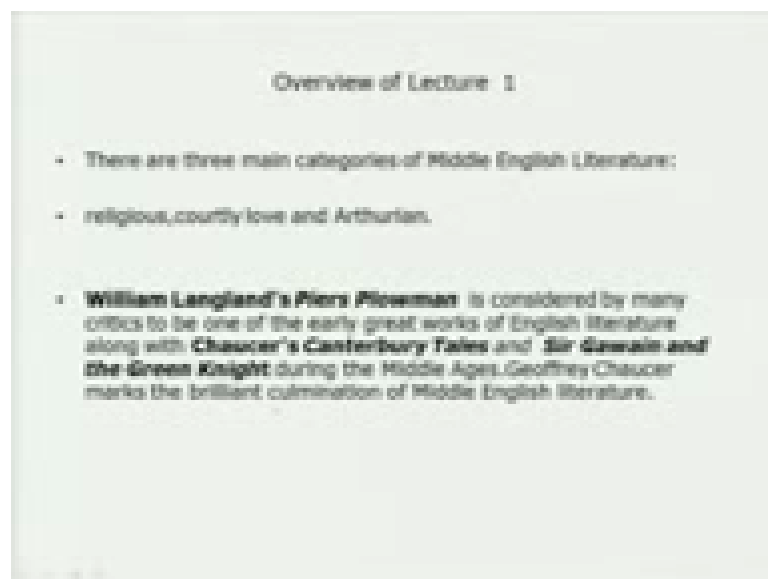 Overview of Lecture 1
• There are three main categories of Middle English Literature:
• religious,courtly love and Arthurian.
• William Langland's Piers Plowman is considered by many
critics to be one of the early great works of English literature
along with Chaucer's Canterbury Tales and Sir Gawain and
the Green Knight during the Middle Ages.Geoffrey Chaucer
marks the brilliant culmination of Middle English literature.